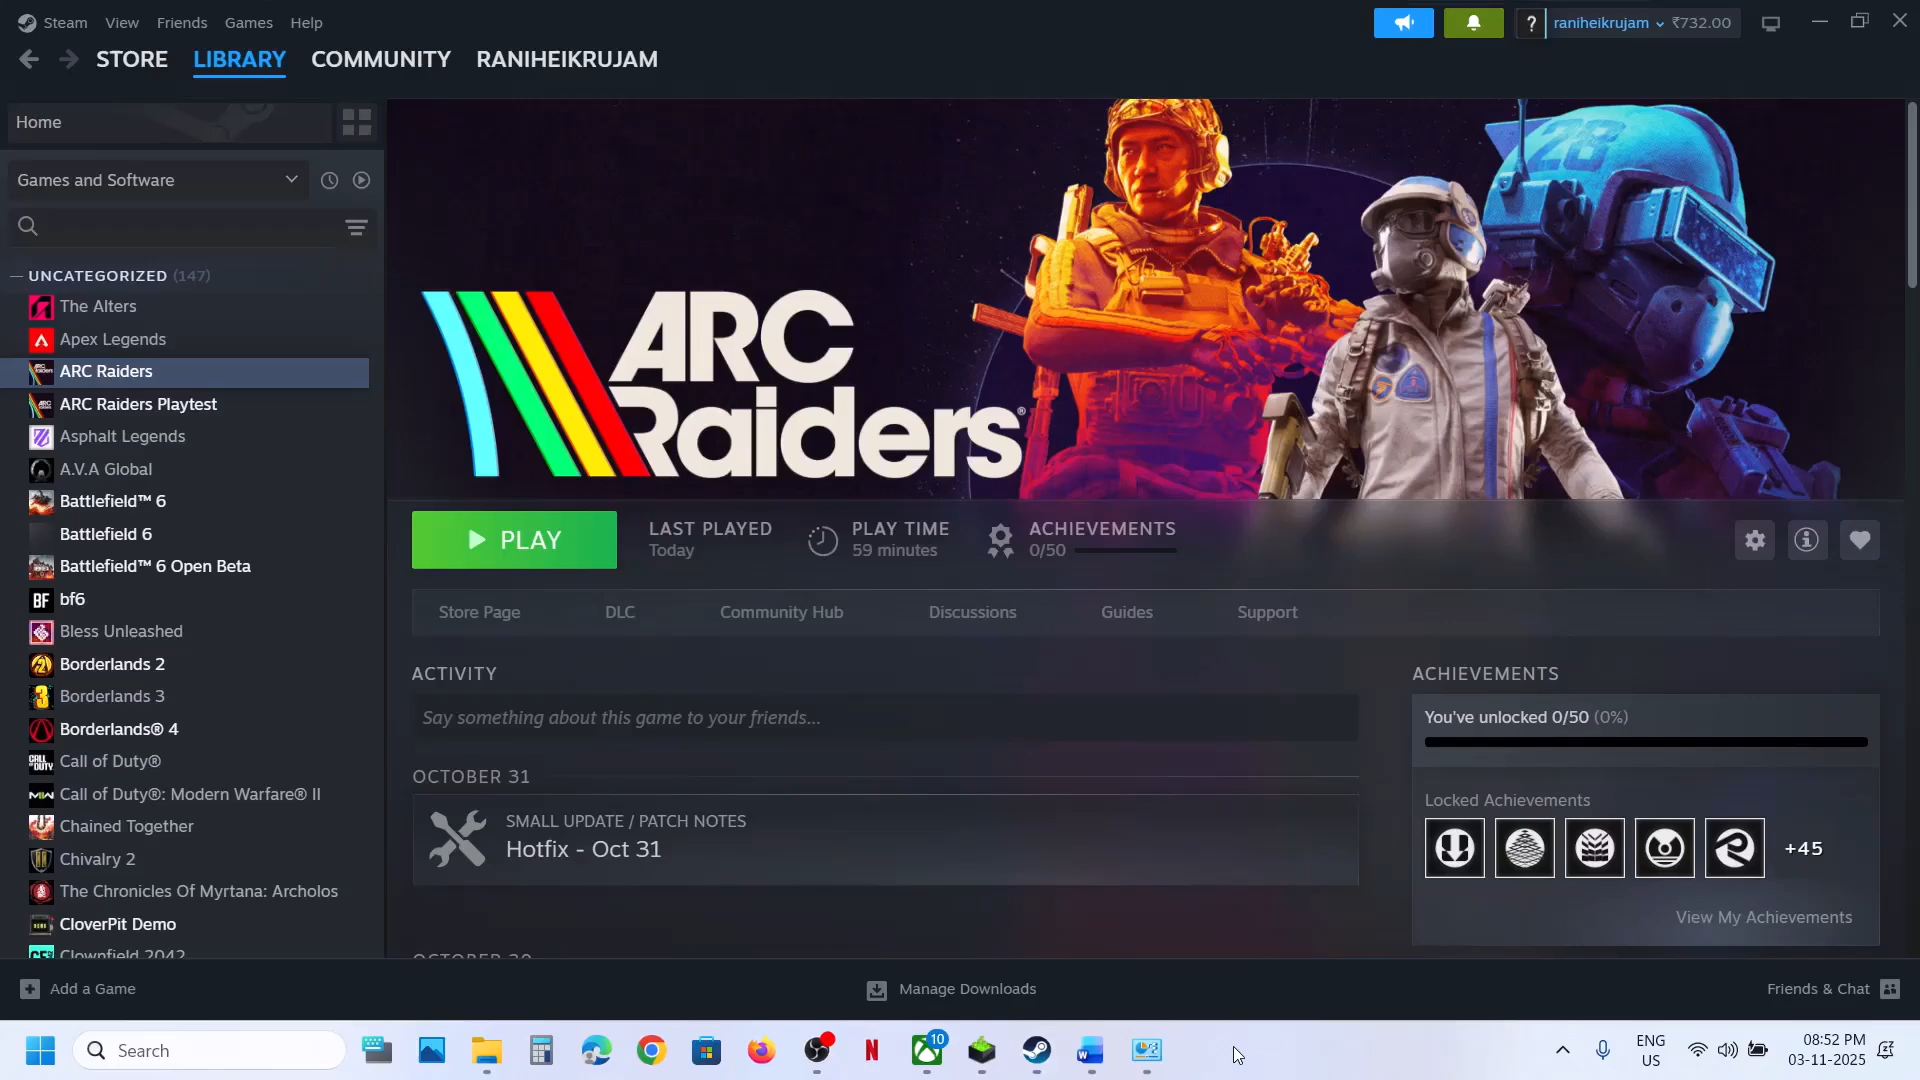 Steam View Friends Games Help
? raniheikrujam ₹732.00
STORE LIBRARY COMMUNITY RANIHEIKRUJAM
Home
Games and Software
UNCATEGORIZED (147)
The Alters
Apex Legends
ARC Raiders
ARC Raiders Playtest
Asphalt Legends
A.V.A Global
Battlefield™ 6
Battlefield 6
Battlefield™ 6 Open Beta
BF bf6
Bless Unleashed
Borderlands 2
Borderlands 3
Borderlands® 4
Call of Duty®
Call of Duty®: Modern Warfare® II
Chained Together
Chivalry 2
The Chronicles Of Myrtana: Archolos
CloverPit Demo
Clownfield 2042
28
ARC
Raiders®
PLAY
LAST PLAYED
Today
PLAY TIME
59 minutes
ACHIEVEMENTS
0/50
Store Page DLC Community Hub Discussions Guides Support
ACTIVITY
Say something about this game to your friends...
OCTOBER 31
SMALL UPDATE / PATCH NOTES
Hotfix - Oct 31
OCTOBER 30
ACHIEVEMENTS
You've unlocked 0/50 (0%)
Locked Achievements
+45
View My Achievements
Add a Game
Manage Downloads
Friends & Chat
Search
10
ENG
US
08:52 PM
03-11-2025